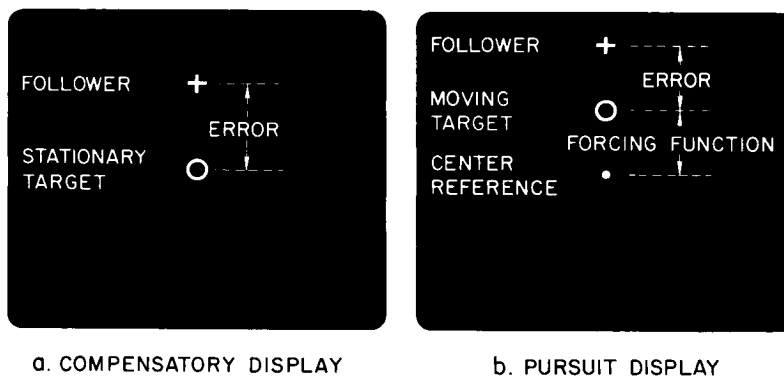 FOLLOWER
ERROR
STATIONARY
TARGET
a. COMPENSATORY DISPLAY
FOLLOWER
ERROR
MOVING
TARGET
FORCING FUNCTION
CENTER
REFERENCE
b. PURSUIT DISPLAY